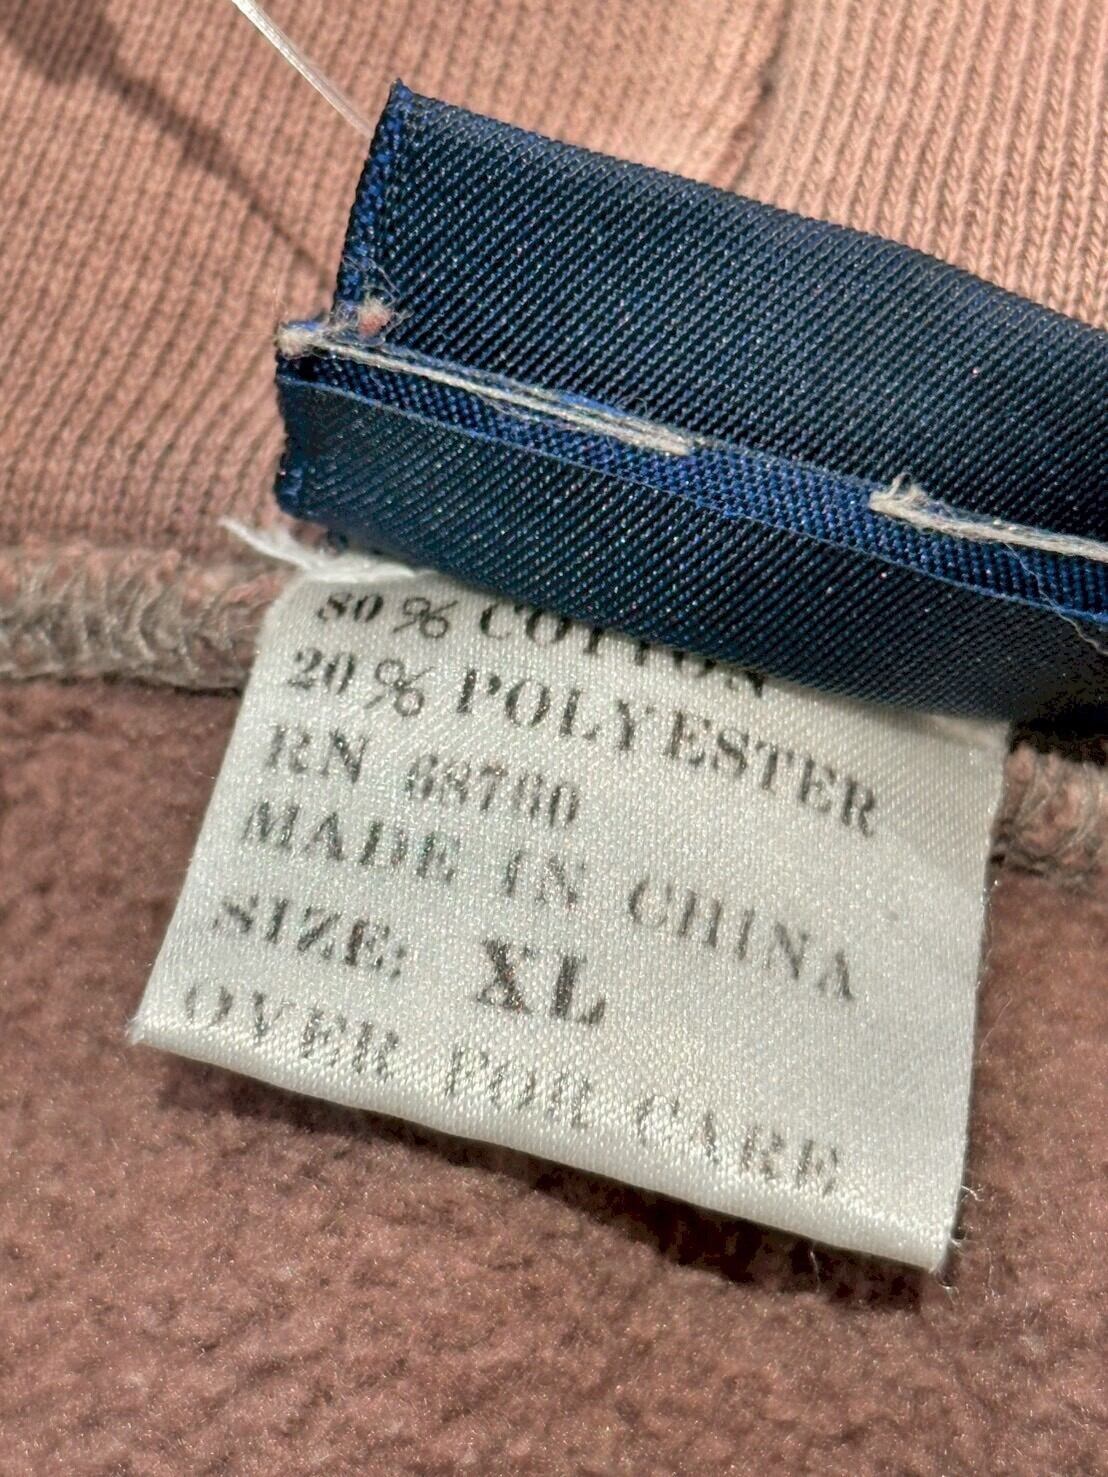 80% COTTON
20% POLYESTER
RN 68760
MADE IN CHINA
SIZE: XL
OVER FOR CARE